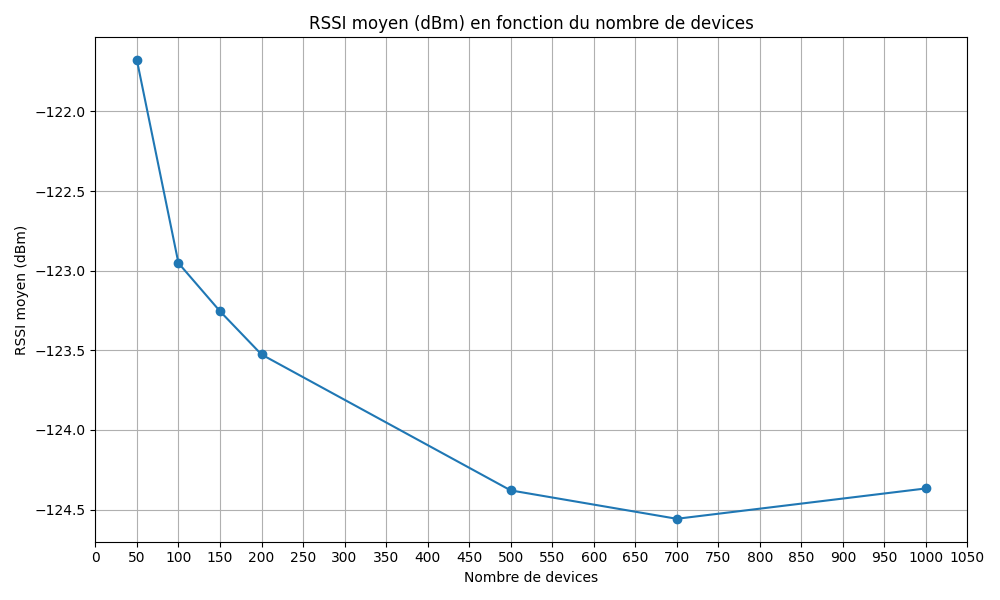 RSSI moyen (dBm) en fonction du nombre de devices
RSSI moyen (dBm)
−122.0
−122.5
−123.0
−123.5
−124.0
−124.5
0 50 100 150 200 250 300 350 400 450 500 550 600 650 700 750 800 850 900 950 1000 1050
Nombre de devices